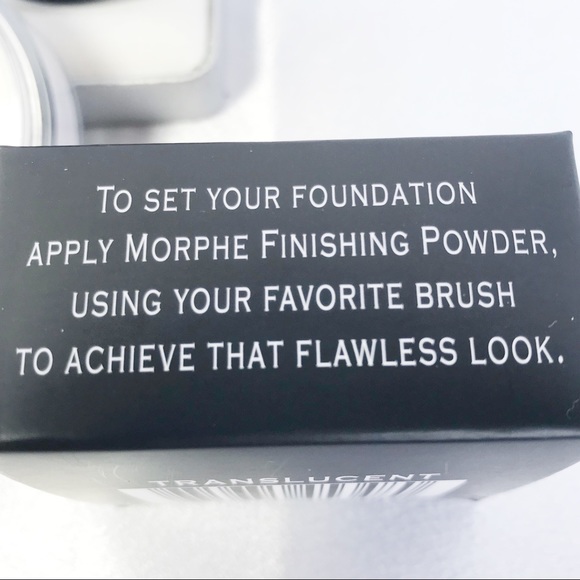 TO SET YOUR FOUNDATION
APPLY MORPHE FINISHING POWDER,
USING YOUR FAVORITE BRUSH
TO ACHIEVE THAT FLAWLESS LOOK.
TRANSLUCENT